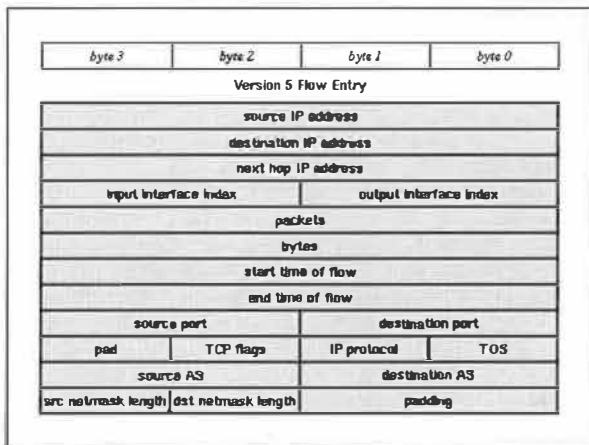 byte 3 byte 2 byte 1 byte 0
Version 5 Flow Entry
source IP address
destination IP address
next hop IP address
input interface index output interface index
packets
bytes
start time of flow
end time of flow
source port destination port
pad TCP flags IP protocol TOS
source AS destination AS
src netmask length dst netmask length padding